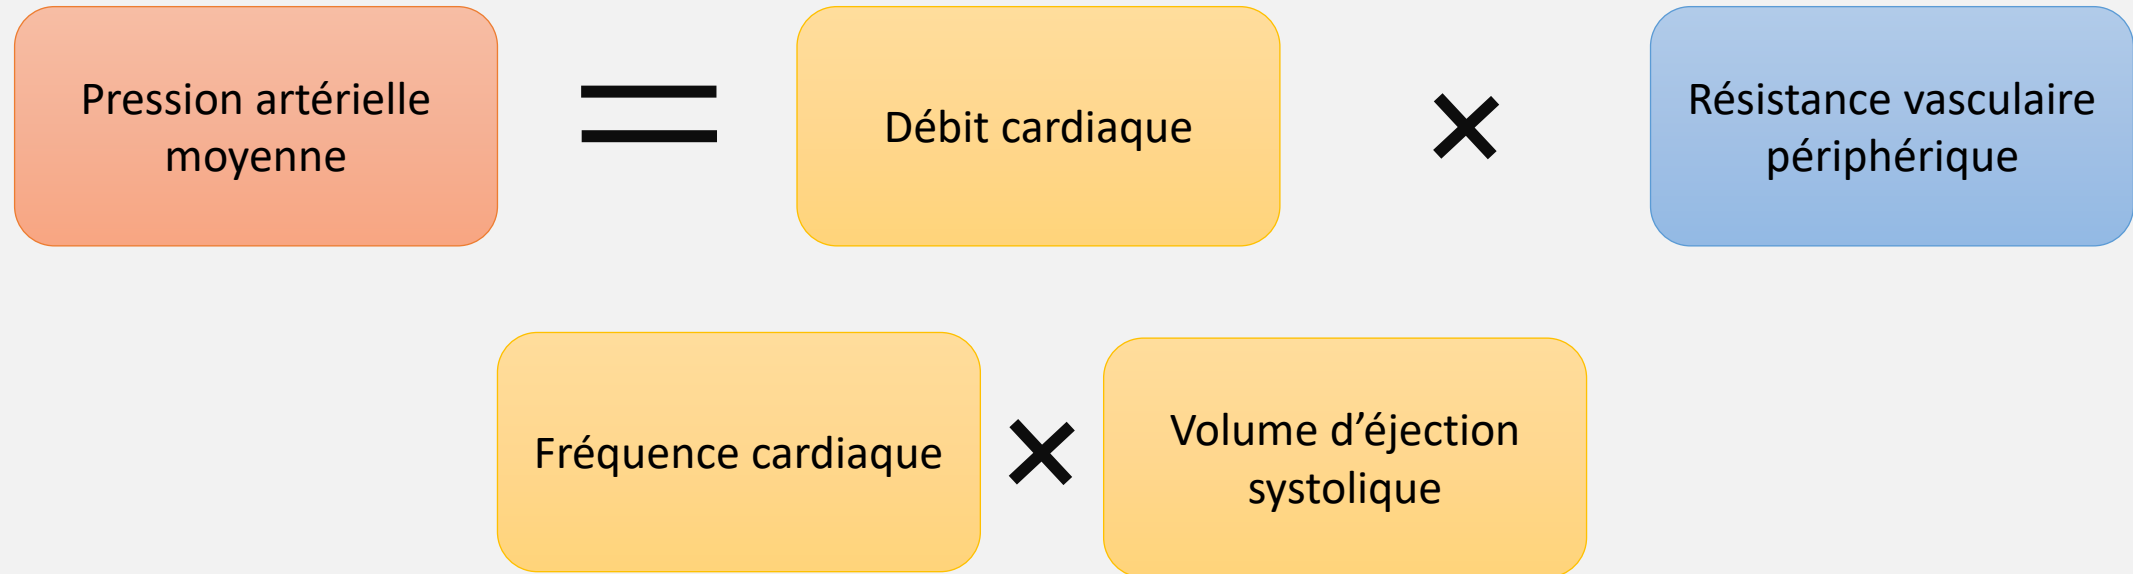 Pression artérielle
moyenne
=
Débit cardiaque
×
Résistance vasculaire
périphérique
Fréquence cardiaque
×
Volume d’éjection
systolique